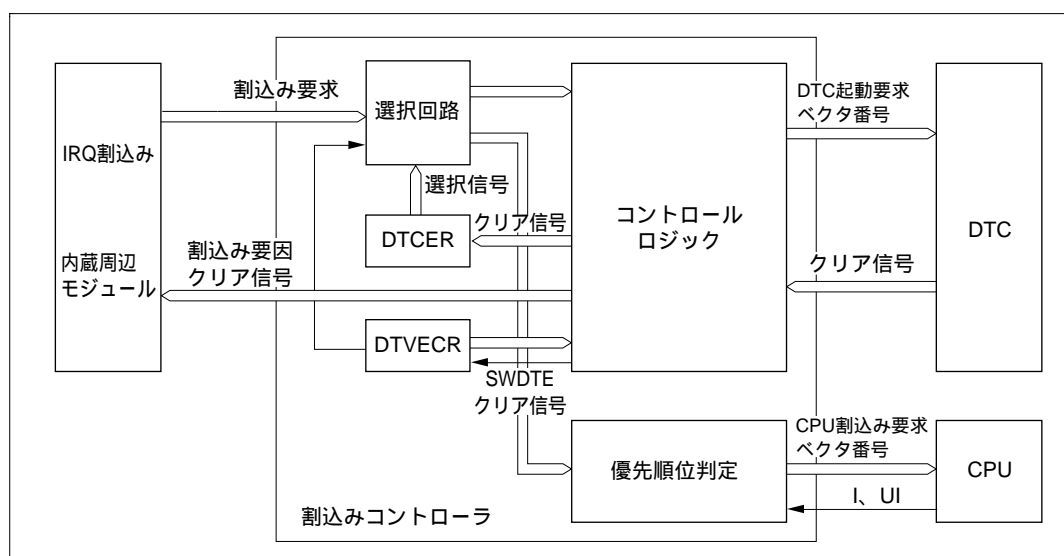 割込み要求
選択回路
DTC起動要求
ベクタ番号
IRQ割込み
選択信号
DTCER
クリア信号
コントロール
ロジック
DTC
内蔵周辺
モジュール
割込み要因
クリア信号
クリア信号
DTVECR
SWDTE
クリア信号
優先順位判定
CPU割込み要求
ベクタ番号
CPU
I、UI
割込みコントローラ